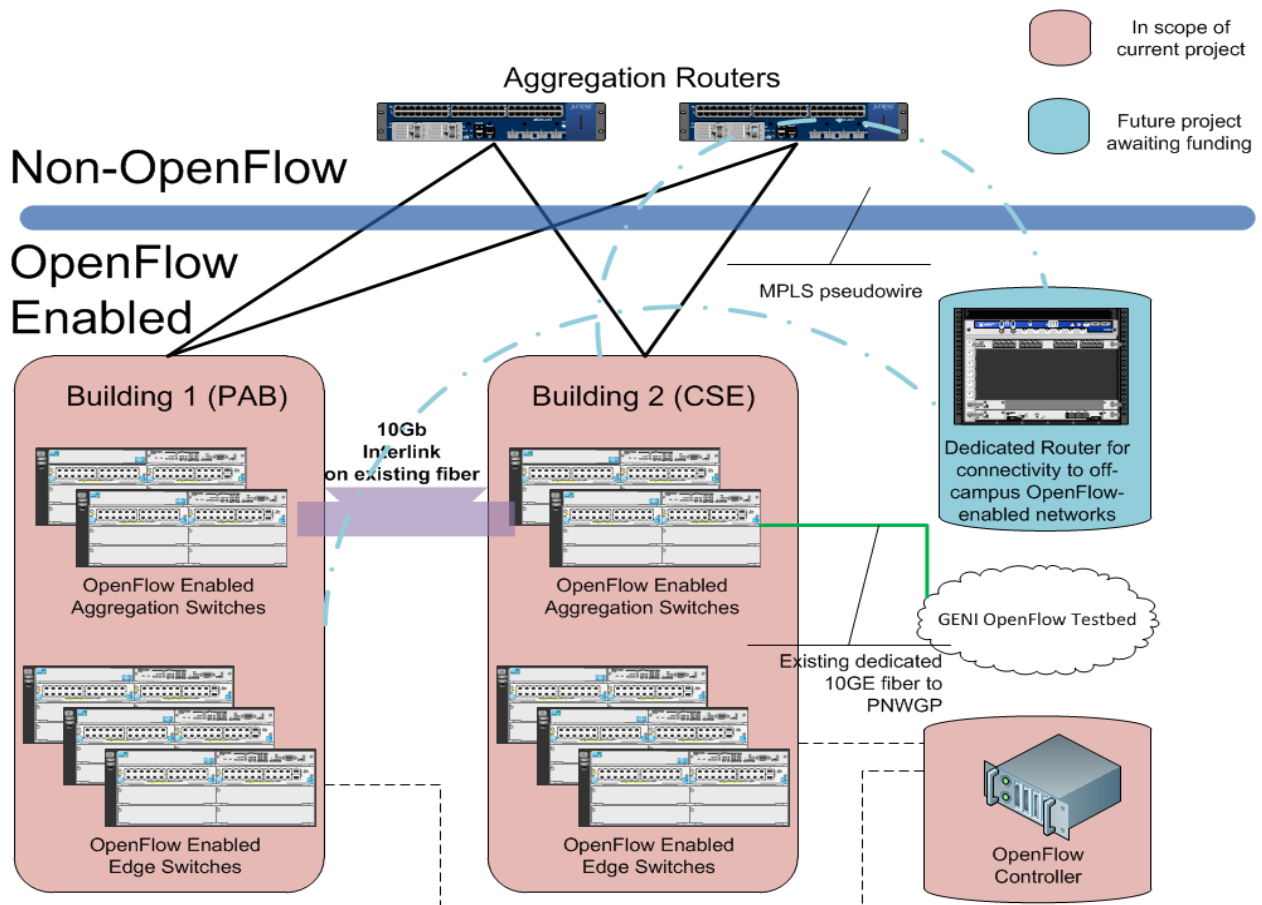 In scope of
current project
Aggregation Routers
Future project
awaiting funding
Non-OpenFlow
OpenFlow
Enabled
MPLS pseudowire
Building 1 (PAB)
Building 2 (CSE)
10Gb
Interlink
on existing fiber
Dedicated Router for
connectivity to off-
campus OpenFlow-
enabled networks
OpenFlow Enabled
Aggregation Switches
OpenFlow Enabled
Aggregation Switches
GENI OpenFlow Testbed
Existing dedicated
10GE fiber to
PNWGP
OpenFlow Enabled
Edge Switches
OpenFlow Enabled
Edge Switches
OpenFlow
Controller